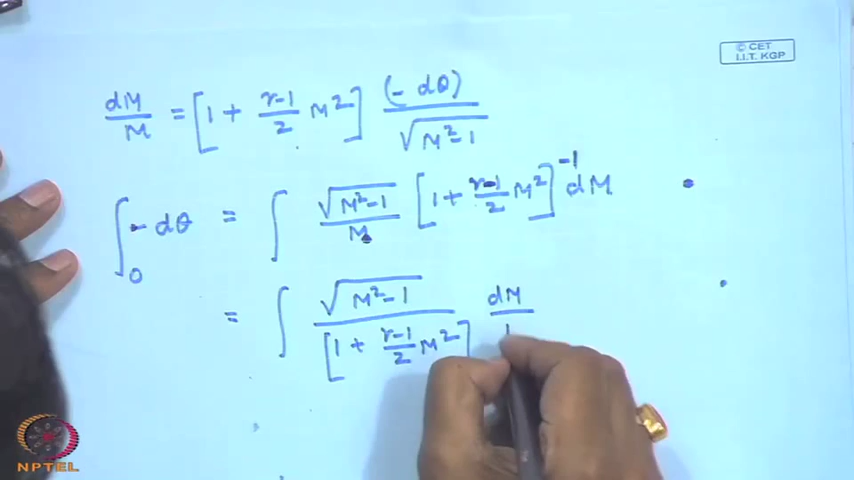 © CET
I.I.T. KGP
dM/M = [1 + γ-1/2 M²] (- dθ)/√M²-1
∫₀ - dθ = ∫ √M²-1/M [1 + γ-1/2 M²]⁻¹ dM
= ∫ √M²-1/[1 + γ-1/2 M²] dM
NPTEL